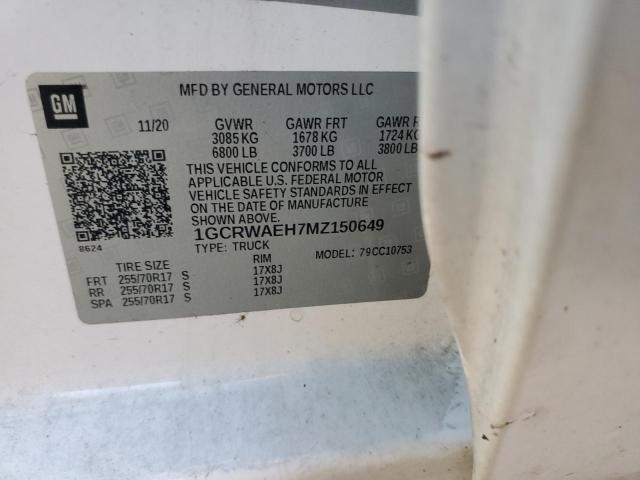 GM
MFD BY GENERAL MOTORS LLC
11/20 GVWR GAWR FRT GAWR R
3085 KG 1678 KG 1724 KG
6800 LB 3700 LB 3800 LB
THIS VEHICLE CONFORMS TO ALL
APPLICABLE U.S. FEDERAL MOTOR
VEHICLE SAFETY STANDARDS IN EFFECT
ON THE DATE OF MANUFACTURE
SHOWN ABOVE.
1GCRWAEH7MZ150649
8624 TYPE: TRUCK MODEL: 79CC10753
TIRE SIZE RIM
FRT 255/70R17 S 17X8J
RR 255/70R17 S 17X8J
SPA 255/70R17 S 17X8J